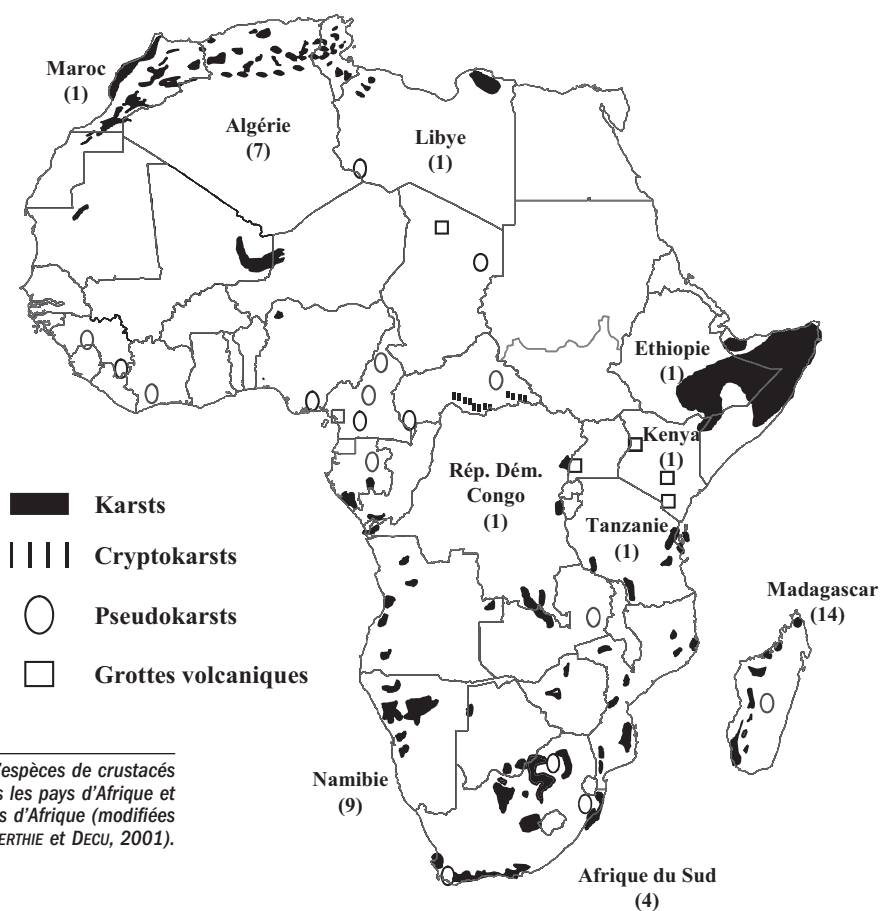 Maroc
(1)
Algérie
(7)
Libye
(1)
Ethiopie
(1)
Kenya
(1)
Rép. Dém.
Congo
(1)
Tanzanie
(1)
Madagascar
(14)
Namibie
(9)
Afrique du Sud
(4)
Karsts
Cryptokarsts
Pseudokarsts
Grottes volcaniques
'espèces de crustacés
s les pays d'Afrique et
s d'Afrique (modifiées
ERTHIE et DECU, 2001).